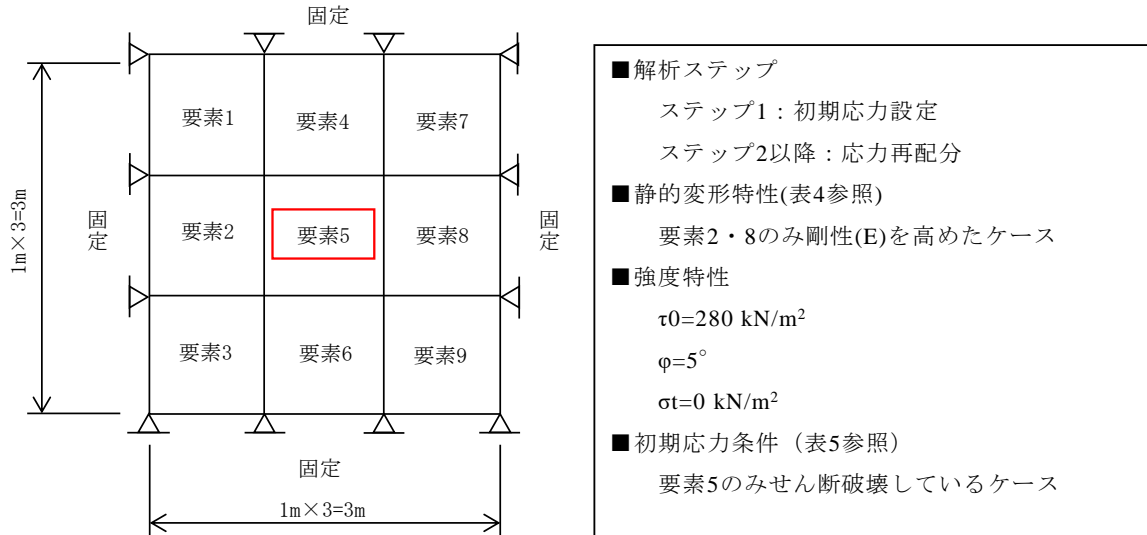 固定
要素1 要素4 要素7
要素2 要素5 要素8
要素3 要素6 要素9
1m×3=3m
固定
固定
固定
1m×3=3m
■解析ステップ
ステップ1：初期応力設定
ステップ2以降：応力再配分
■静的変形特性(表4参照)
要素2・8のみ剛性(E)を高めたケース
■強度特性
τ0=280 kN/m²
φ=5°
σt=0 kN/m²
■初期応力条件（表5参照）
要素5のみせん断破壊しているケース